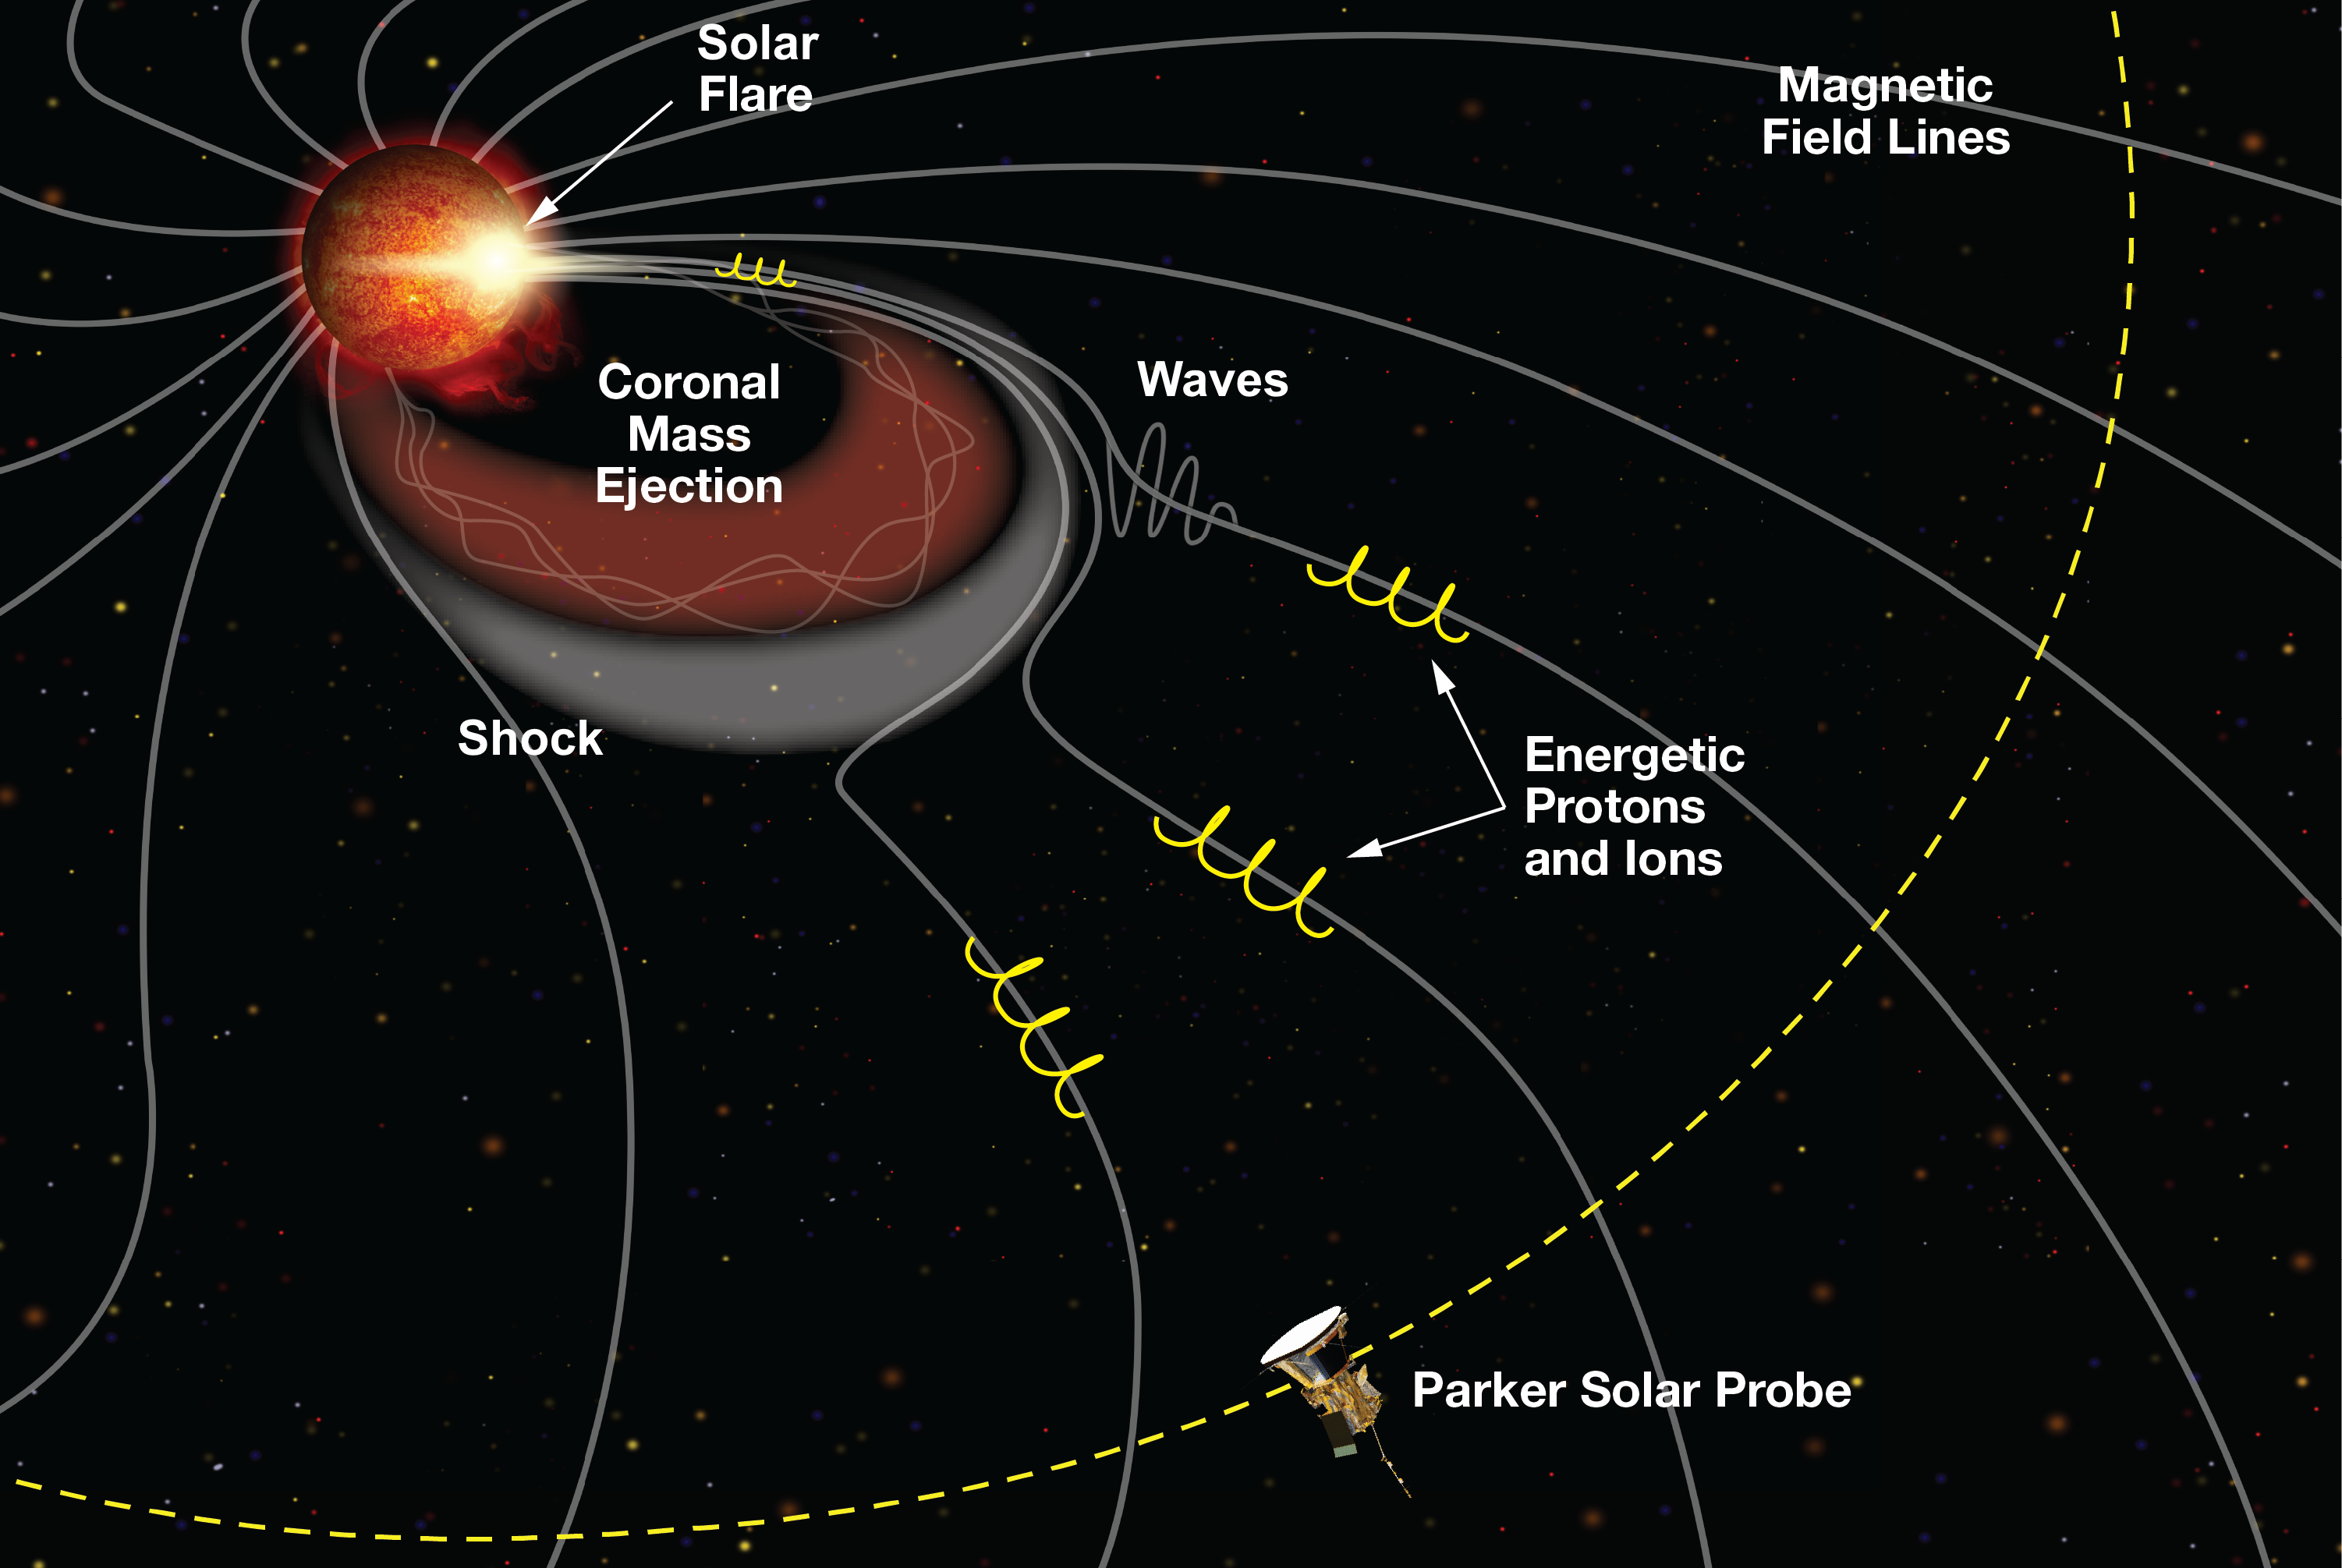 Solar
Flare
Magnetic
Field Lines
Coronal
Mass
Ejection
Waves
Shock
Energetic
Protons
and Ions
Parker Solar Probe